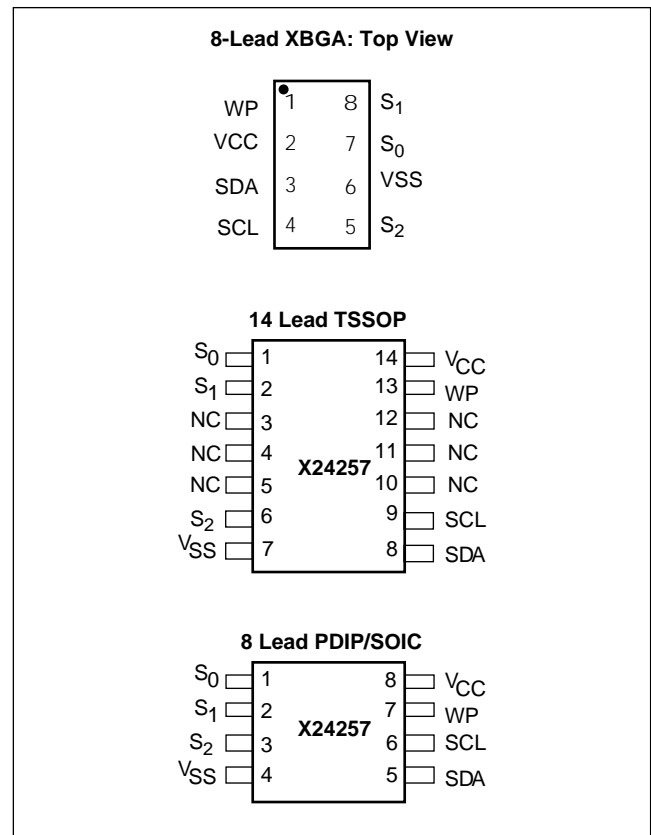 8-Lead XBGA: Top View
WP 1 8 S1
VCC 2 7 S0
SDA 3 6 VSS
SCL 4 5 S2
14 Lead TSSOP
S0 1 14 VCC
S1 2 13 WP
NC 3 12 NC
NC 4 X24257 11 NC
NC 5 10 NC
S2 6 9 SCL
VSS 7 8 SDA
8 Lead PDIP/SOIC
S0 1 8 VCC
S1 2 X24257 7 WP
S2 3 6 SCL
VSS 4 5 SDA